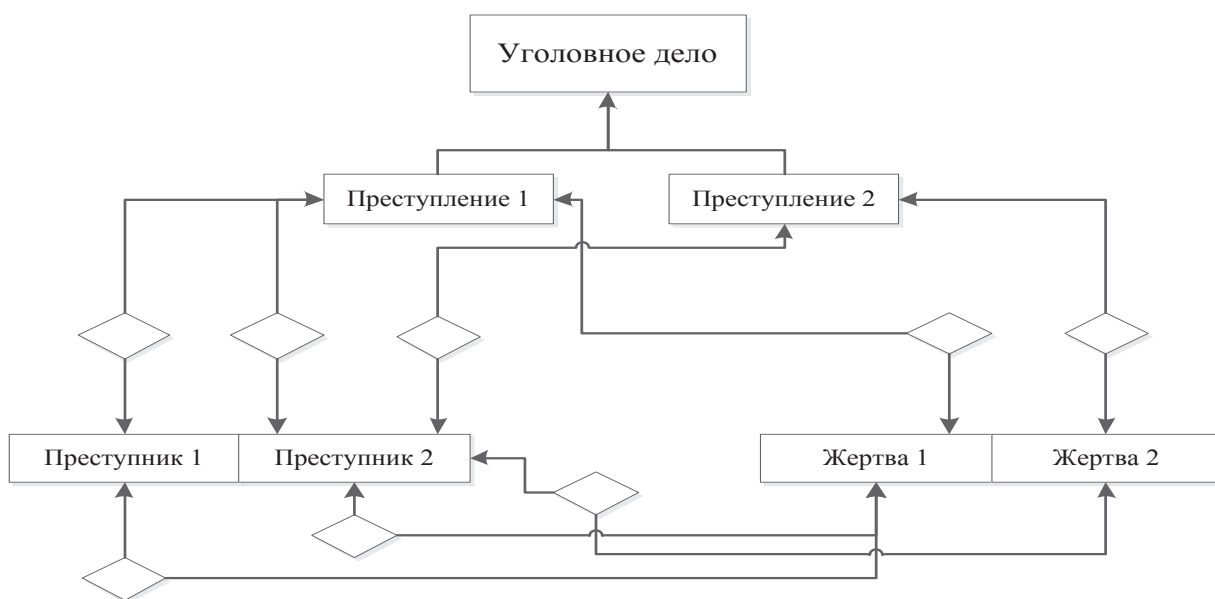 Уголовное дело
Преступление 1
Преступление 2
Преступник 1
Преступник 2
Жертва 1
Жертва 2